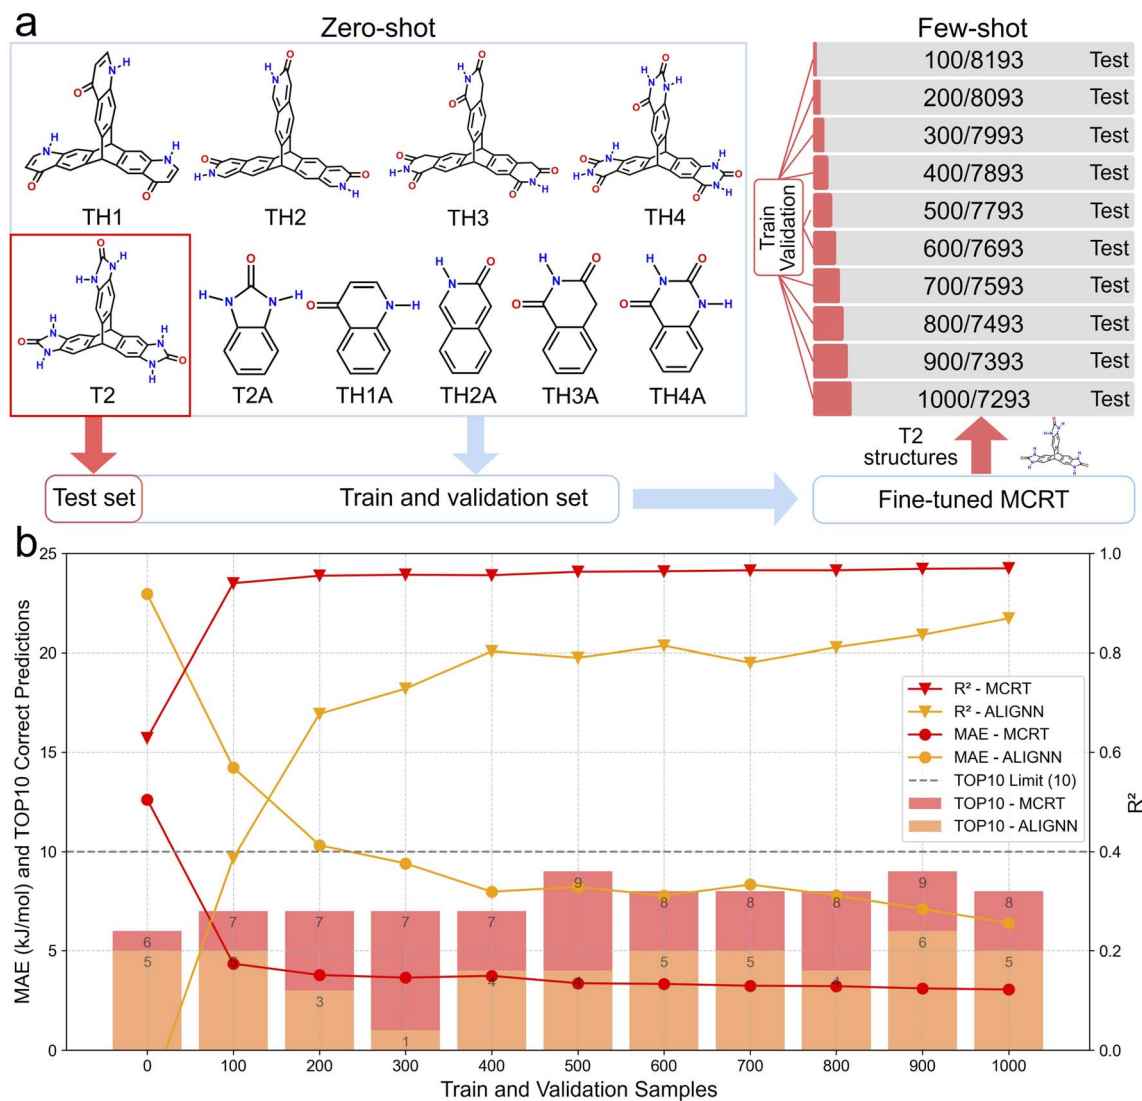 a
Zero-shot
Few-shot
TH1
TH2
TH3
TH4
T2
T2A
TH1A
TH2A
TH3A
TH4A
Train
Validation
100/8193 Test
200/8093 Test
300/7993 Test
400/7893 Test
500/7793 Test
600/7693 Test
700/7593 Test
800/7493 Test
900/7393 Test
1000/7293 Test
T2
structures
Test set
Train and validation set
Fine-tuned MCRT
b
MAE (kJ/mol) and TOP10 Correct Predictions
25
20
15
10
5
0
1.0
0.8
0.6
0.4
0.2
0.0
R²
R² - MCRT
R² - ALIGNN
MAE - MCRT
MAE - ALIGNN
TOP10 Limit (10)
TOP10 - MCRT
TOP10 - ALIGNN
6 7 7 7 7 9 8 8 8 9 8
5 5 3 1 4 4 5 5 4 6 5
0 100 200 300 400 500 600 700 800 900 1000
Train and Validation Samples